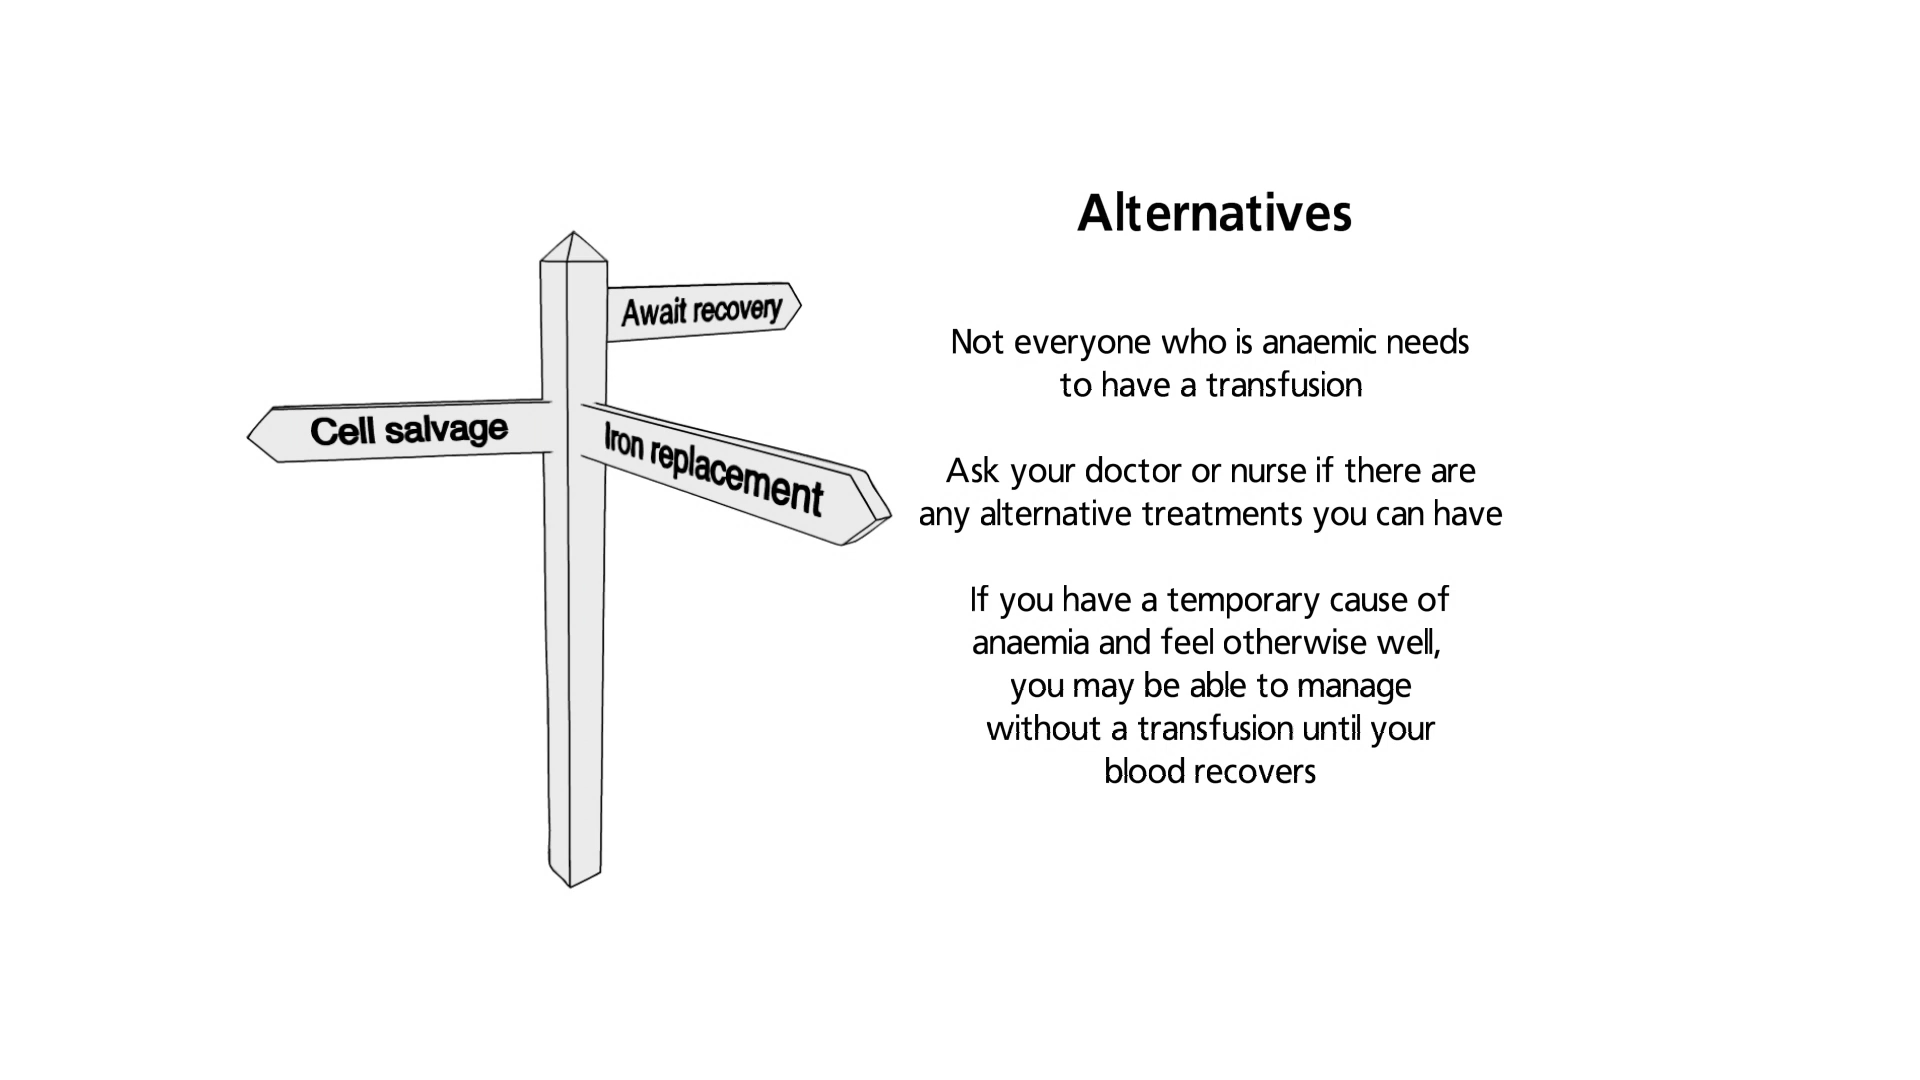 Alternatives
Await recovery
Cell salvage
Iron replacement
Not everyone who is anaemic needs
to have a transfusion
Ask your doctor or nurse if there are
any alternative treatments you can have
If you have a temporary cause of
anaemia and feel otherwise well,
you may be able to manage
without a transfusion until your
blood recovers